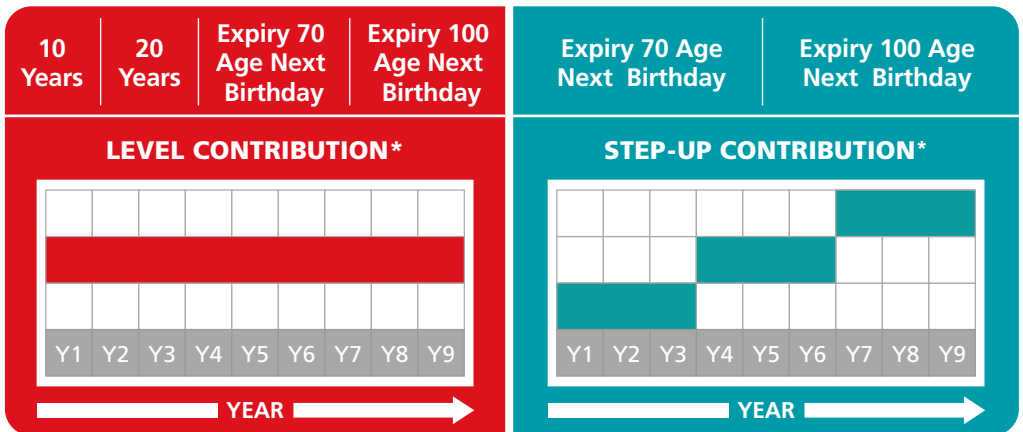 10
Years
20
Years
Expiry 70
Age Next
Birthday
Expiry 100
Age Next
Birthday
LEVEL CONTRIBUTION*
Y1 Y2 Y3 Y4 Y5 Y6 Y7 Y8 Y9
YEAR
Expiry 70 Age
Next Birthday
Expiry 100 Age
Next Birthday
STEP-UP CONTRIBUTION*
Y1 Y2 Y3 Y4 Y5 Y6 Y7 Y8 Y9
YEAR